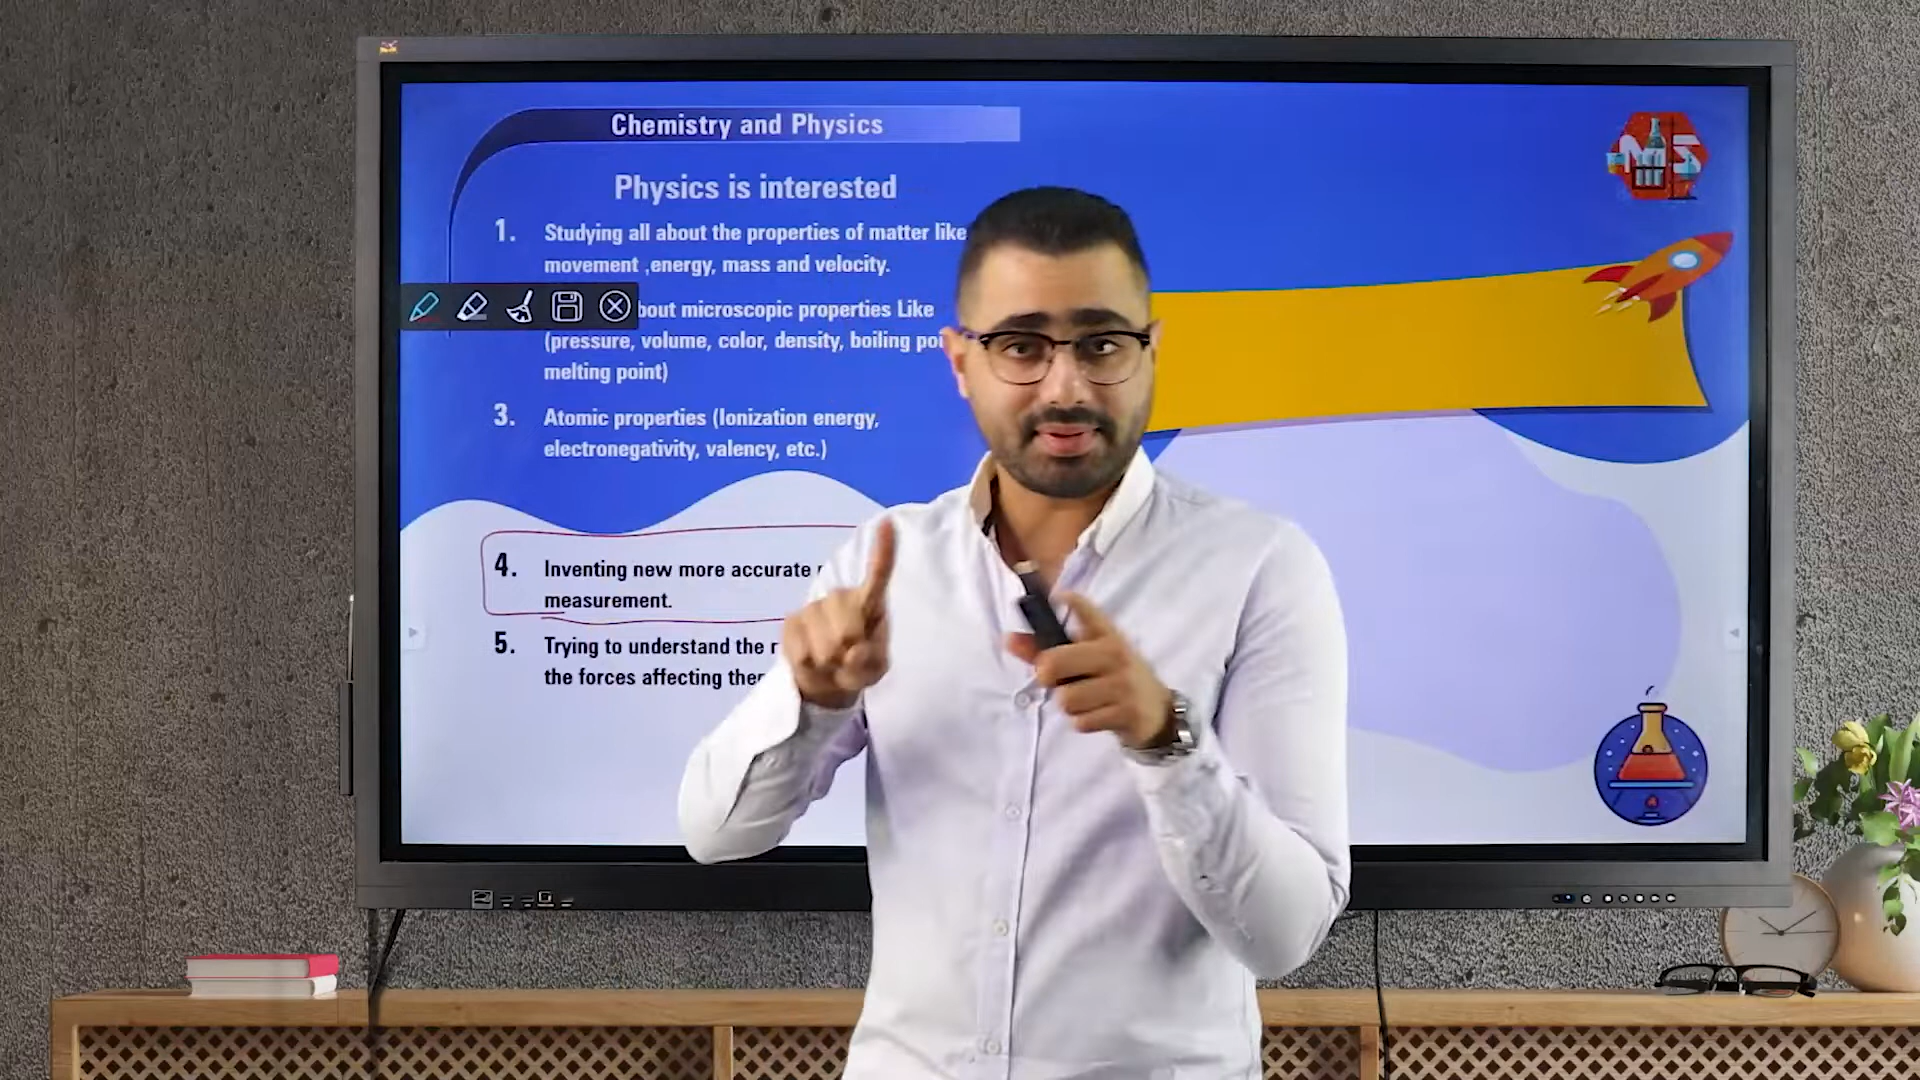 Chemistry and Physics
Physics is interested
1. Studying all about the properties of matter like
movement ,energy, mass and velocity.
bout microscopic properties Like
(pressure, volume, color, density, boiling
melting point)
3. Atomic properties (Ionization energy,
electronegativity, valency, etc.)
4. Inventing new more accurate
measurement.
5. Trying to understand the
the forces affecting
MS